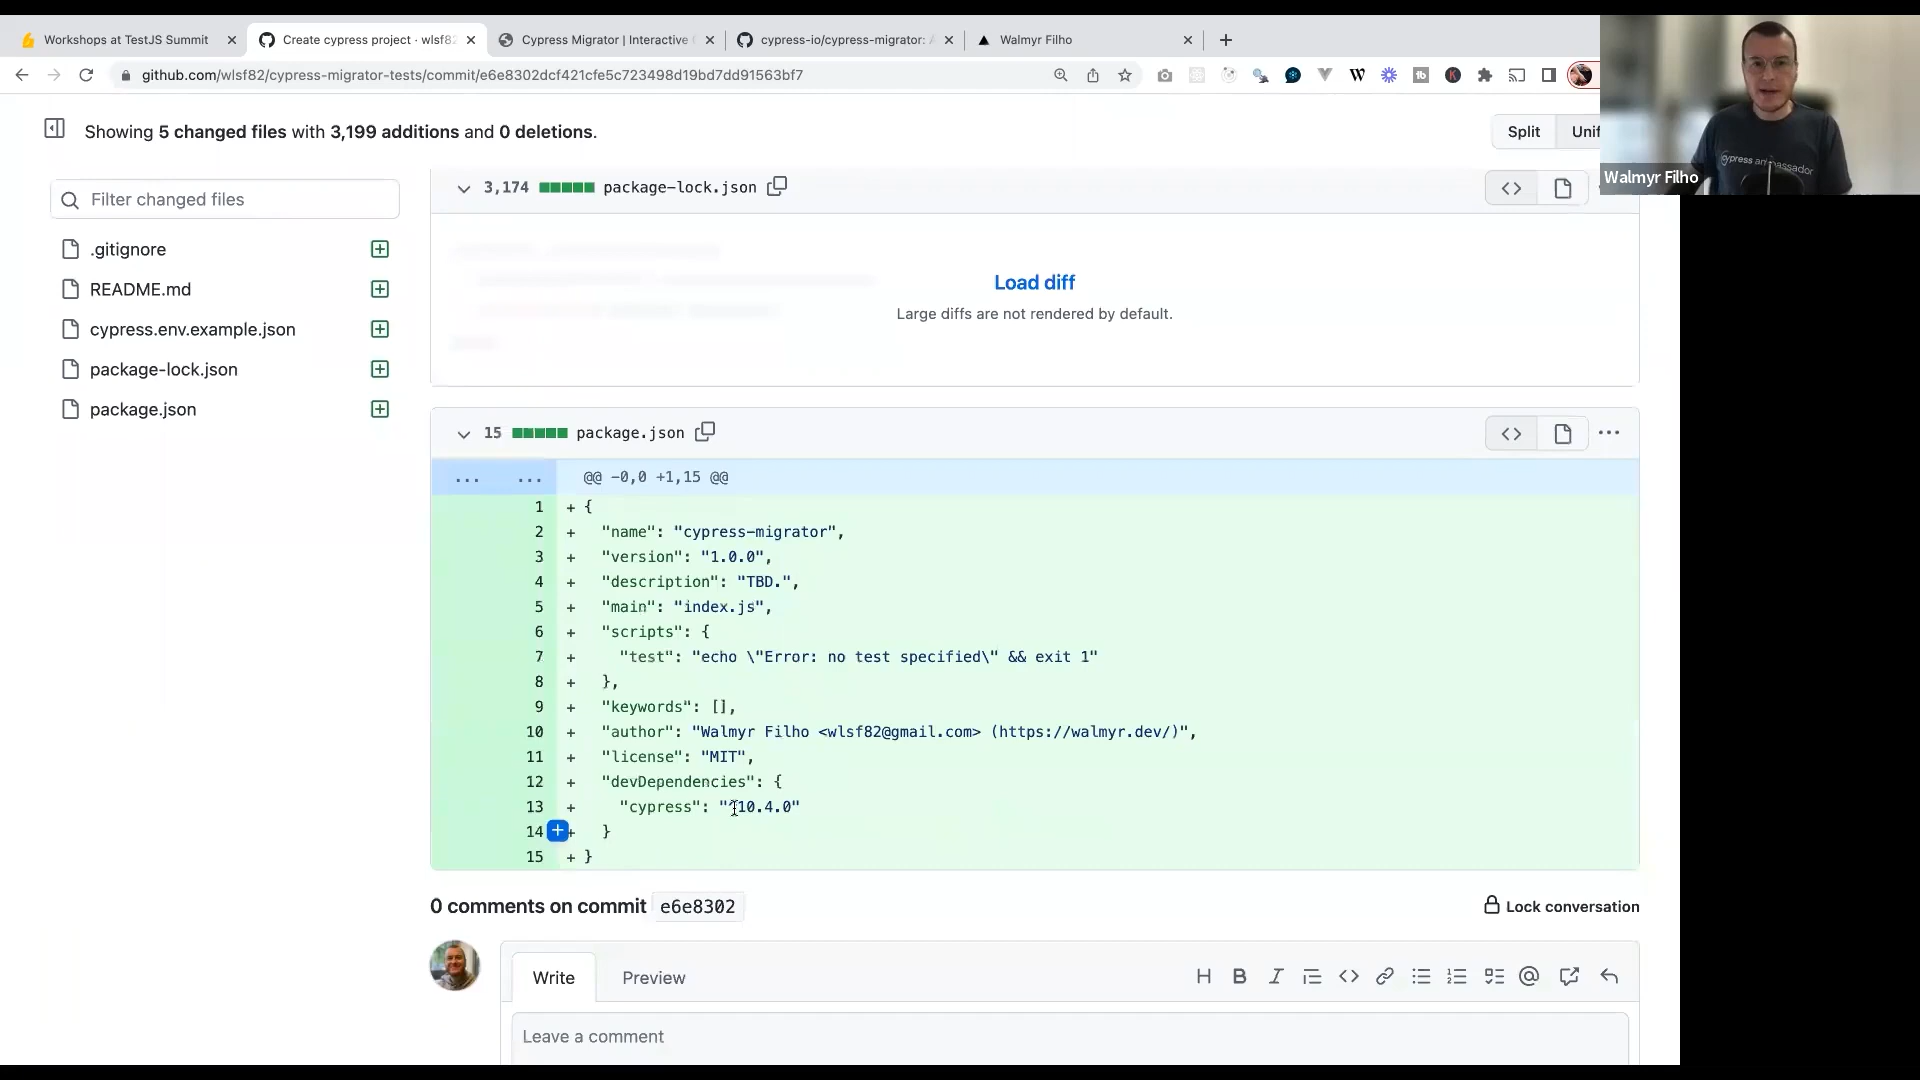 Workshops at TestJS Summit
Create cypress project · wlsf82
Cypress Migrator | Interactive
cypress-io/cypress-migrator: A
Walmyr Filho
github.com/wlsf82/cypress-migrator-tests/commit/e6e8302dcf421cfe5c723498d19bd7dd91563bf7
Showing 5 changed files with 3,199 additions and 0 deletions.
Split
Unif
cypress ambassador
Walmyr Filho
Filter changed files
.gitignore
README.md
cypress.env.example.json
package-lock.json
package.json
3,174 package-lock.json
Load diff
Large diffs are not rendered by default.
15 package.json
... ... @@ -0,0 +1,15 @@
1 + {
2 + "name": "cypress-migrator",
3 + "version": "1.0.0",
4 + "description": "TBD.",
5 + "main": "index.js",
6 + "scripts": {
7 + "test": "echo \"Error: no test specified\" && exit 1"
8 + },
9 + "keywords": [],
10 + "author": "Walmyr Filho <wlsf82@gmail.com> (https://walmyr.dev/)",
11 + "license": "MIT",
12 + "devDependencies": {
13 + "cypress": "^10.4.0"
14 + }
15 + }
0 comments on commit e6e8302
Lock conversation
Write
Preview
Leave a comment